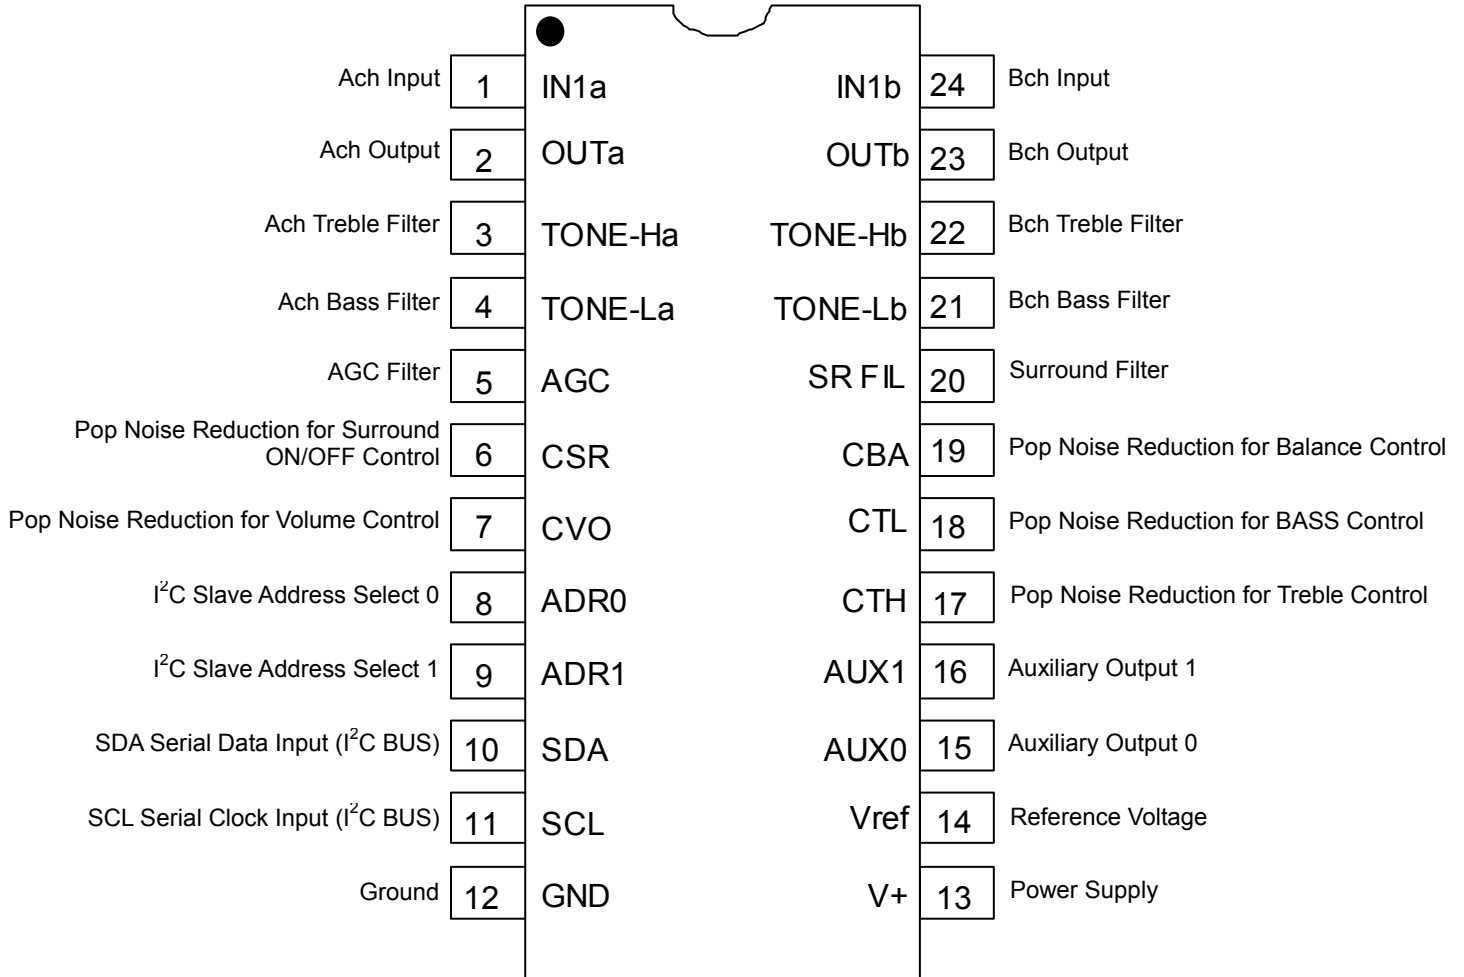 Ach Input 1 IN1a IN1b 24 Bch Input
Ach Output 2 OUTa OUTb 23 Bch Output
Ach Treble Filter 3 TONE-Ha TONE-Hb 22 Bch Treble Filter
Ach Bass Filter 4 TONE-La TONE-Lb 21 Bch Bass Filter
AGC Filter 5 AGC SR FIL 20 Surround Filter
Pop Noise Reduction for Surround
ON/OFF Control 6 CSR CBA 19 Pop Noise Reduction for Balance Control
Pop Noise Reduction for Volume Control 7 CVO CTL 18 Pop Noise Reduction for BASS Control
I²C Slave Address Select 0 8 ADR0 CTH 17 Pop Noise Reduction for Treble Control
I²C Slave Address Select 1 9 ADR1 AUX1 16 Auxiliary Output 1
SDA Serial Data Input (I²C BUS) 10 SDA AUX0 15 Auxiliary Output 0
SCL Serial Clock Input (I²C BUS) 11 SCL Vref 14 Reference Voltage
Ground 12 GND V+ 13 Power Supply